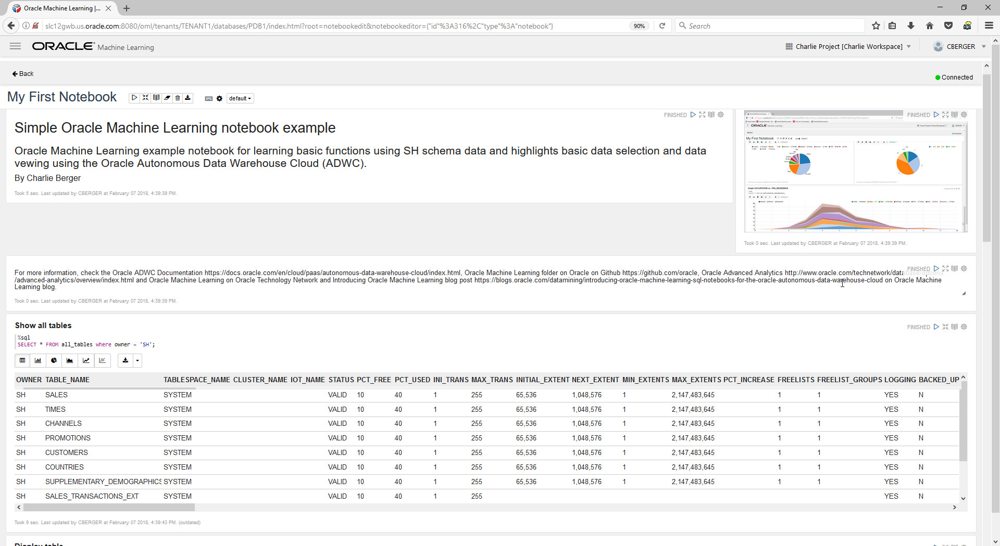 Oracle Machine Learning |...
slc12gwb.us.oracle.com:8080/oml/tenants/TENANT1/databases/PDB1/index.html?root=notebookedit&notebookeditor={"id"%3A316%2C"type"%3A"notebook"}
90%
Search
ORACLE Machine Learning
Charlie Project [Charlie Workspace]
CBERGER
Back
Connected
My First Notebook
default
FINISHED
Simple Oracle Machine Learning notebook example
Oracle Machine Learning example notebook for learning basic functions using SH schema data and highlights basic data selection and data
vewing using the Oracle Autonomous Data Warehouse Cloud (ADWC).
By Charlie Berger
Took 5 sec. Last updated by CBERGER at February 07 2018, 4:39:39 PM.
FINISHED
ORACLE Machine Learning
My First Notebook
Graph OCCUPATION vs. YRS_RESIDENCE
Took 0 sec. Last updated by CBERGER at February 07 2018, 4:39:39 PM.
FINISHED
For more information, check the Oracle ADWC Documentation https://docs.oracle.com/en/cloud/paas/autonomous-data-warehouse-cloud/index.html, Oracle Machine Learning folder on Oracle on Github https://github.com/oracle, Oracle Advanced Analytics http://www.oracle.com/technetwork/database/options
/advanced-analytics/overview/index.html and Oracle Machine Learning on Oracle Technology Network and Introducing Oracle Machine Learning blog post https://blogs.oracle.com/datamining/introducing-oracle-machine-learning-sql-notebooks-for-the-oracle-autonomous-data-warehouse-cloud on Oracle Machine
Learning blog.
Took 0 sec. Last updated by CBERGER at February 07 2018, 4:39:39 PM.
Show all tables
FINISHED
%sql
SELECT * FROM all_tables where owner = 'SH';
OWNER TABLE_NAME TABLESPACE_NAME CLUSTER_NAME IOT_NAME STATUS PCT_FREE PCT_USED INI_TRANS MAX_TRANS INITIAL_EXTENT NEXT_EXTENT MIN_EXTENTS MAX_EXTENTS PCT_INCREASE FREELISTS FREELIST_GROUPS LOGGING BACKED_UP
SH SALES SYSTEM VALID 10 40 1 255 65,536 1,048,576 1 2,147,483,645 1 1 YES N
SH TIMES SYSTEM VALID 10 40 1 255 65,536 1,048,576 1 2,147,483,645 1 1 YES N
SH CHANNELS SYSTEM VALID 10 40 1 255 65,536 1,048,576 1 2,147,483,645 1 1 YES N
SH PROMOTIONS SYSTEM VALID 10 40 1 255 65,536 1,048,576 1 2,147,483,645 1 1 YES N
SH CUSTOMERS SYSTEM VALID 10 40 1 255 65,536 1,048,576 1 2,147,483,645 1 1 YES N
SH COUNTRIES SYSTEM VALID 10 40 1 255 65,536 1,048,576 1 2,147,483,645 1 1 YES N
SH SUPPLEMENTARY_DEMOGRAPHICS SYSTEM VALID 10 40 1 255 65,536 1,048,576 1 2,147,483,645 1 1 YES N
SH SALES_TRANSACTIONS_EXT SYSTEM VALID 10 40 1 255 YES N
Took 9 sec. Last updated by CBERGER at February 07 2018, 4:39:43 PM. (outdated)
Display table